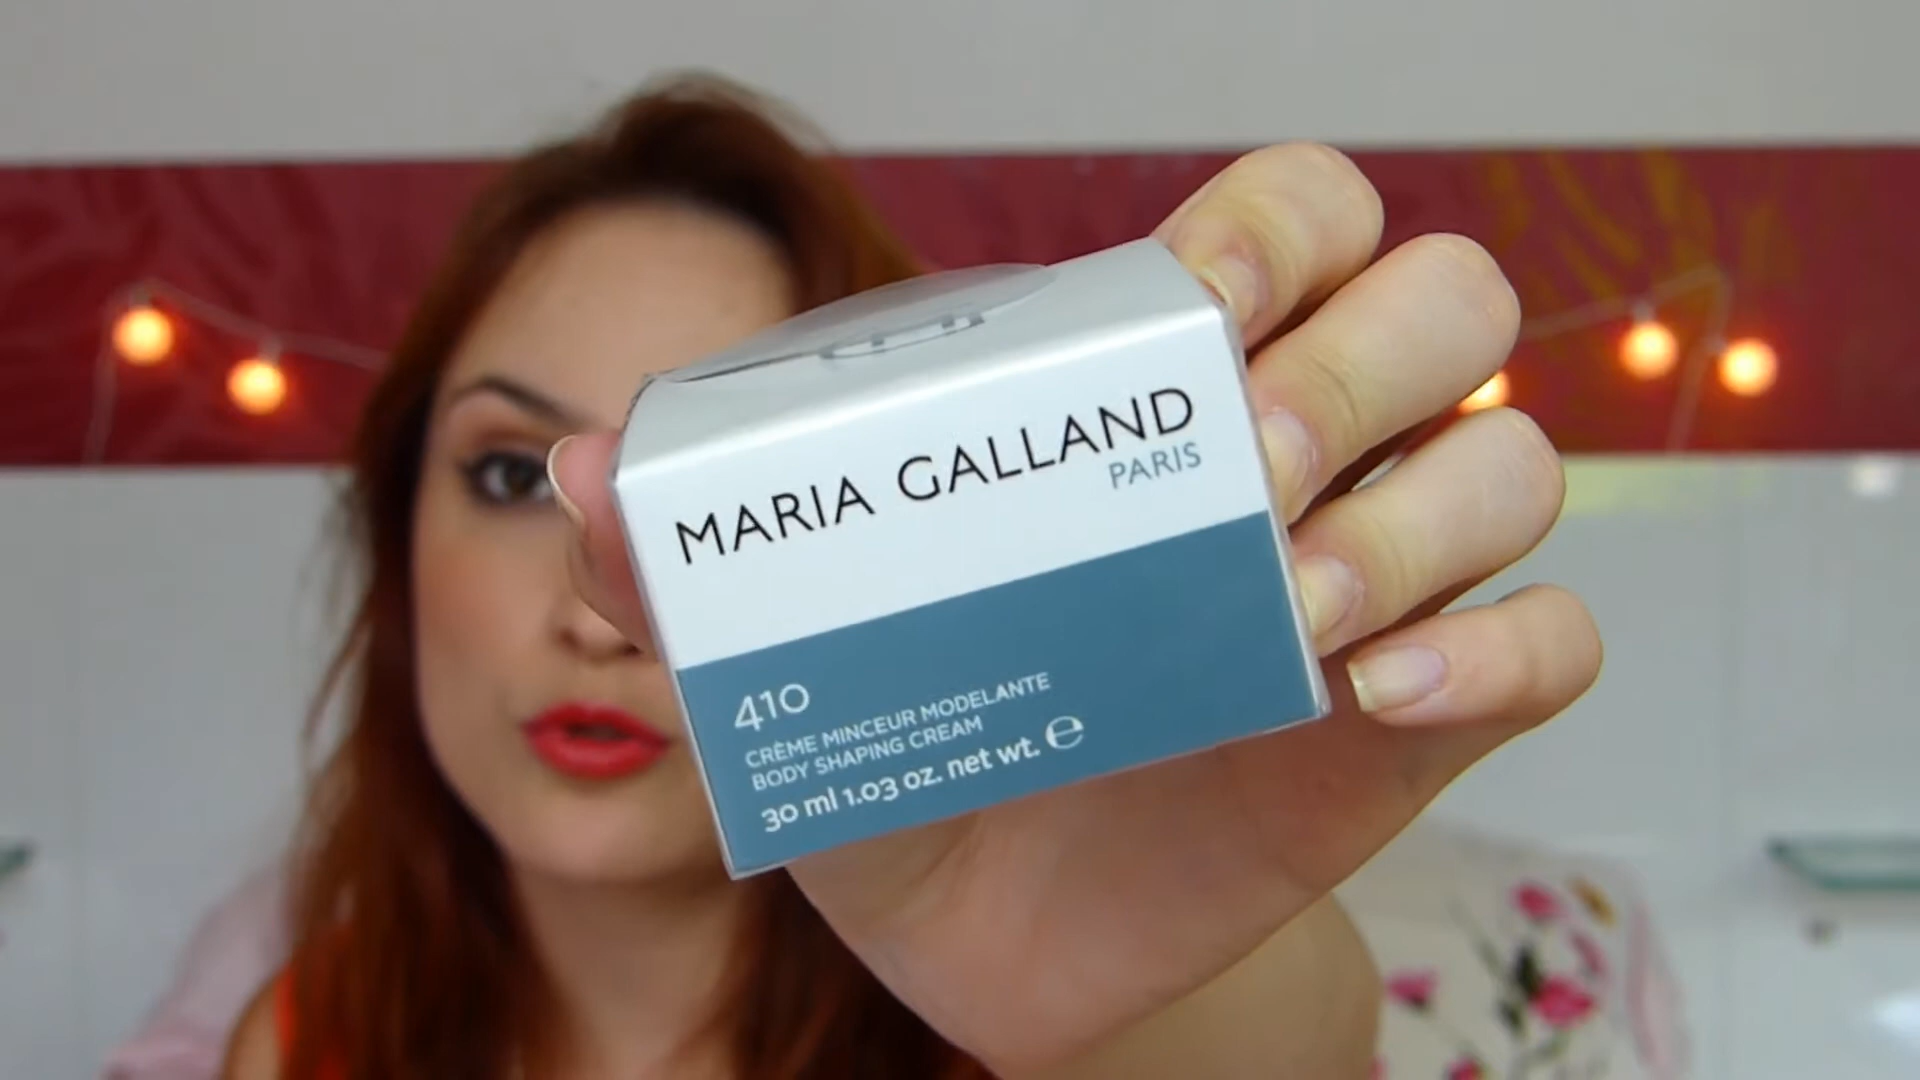 MARIA GALLAND
PARIS
410
CRÈME MINCEUR MODELANTE
BODY SHAPING CREAM
30 ml 1.03 oz. net wt. ℮